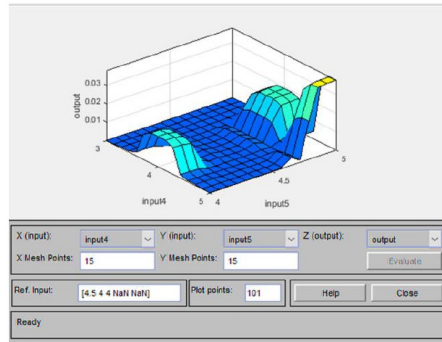 0.03
0.02
0.01
output
3
4
5
input4
4
4.5
5
input5
X (input): input4 Y (input): input5 Z (output): output
X Mesh Points: 15 Y Mesh Points: 15 Evaluate
Ref. Input: [4.5 4 4 NaN NaN] Plot points: 101 Help Close
Ready